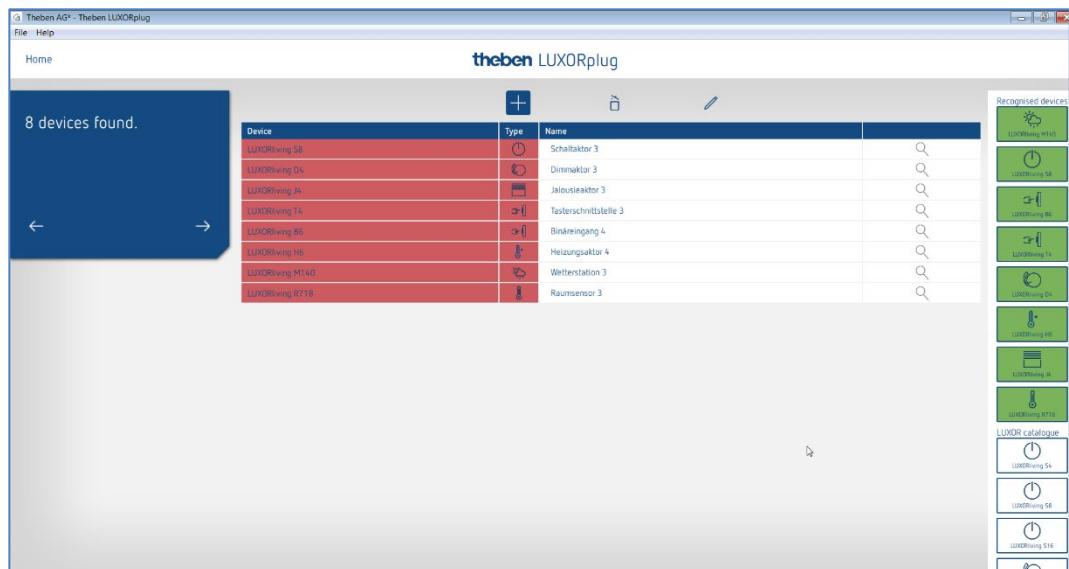 Theben AG* - Theben LUXORplug
File Help
Home
theben LUXORplug
8 devices found.
Device Type Name
LUXORliving S8 Schaltaktor 3
LUXORliving D4 Dimmaktor 3
LUXORliving J4 Jalousieaktor 3
LUXORliving T4 Tasterschnittstelle 3
LUXORliving B6 Binäreingang 4
LUXORliving H6 Heizungsaktor 4
LUXORliving M140 Wetterstation 3
LUXORliving R718 Raumsensor 3
Recognised devices
LUXORliving M140
LUXORliving S8
LUXORliving B6
LUXORliving T4
LUXORliving D4
LUXORliving H6
LUXORliving J4
LUXORliving R718
LUXOR catalogue
LUXORliving S4
LUXORliving S8
LUXORliving S16